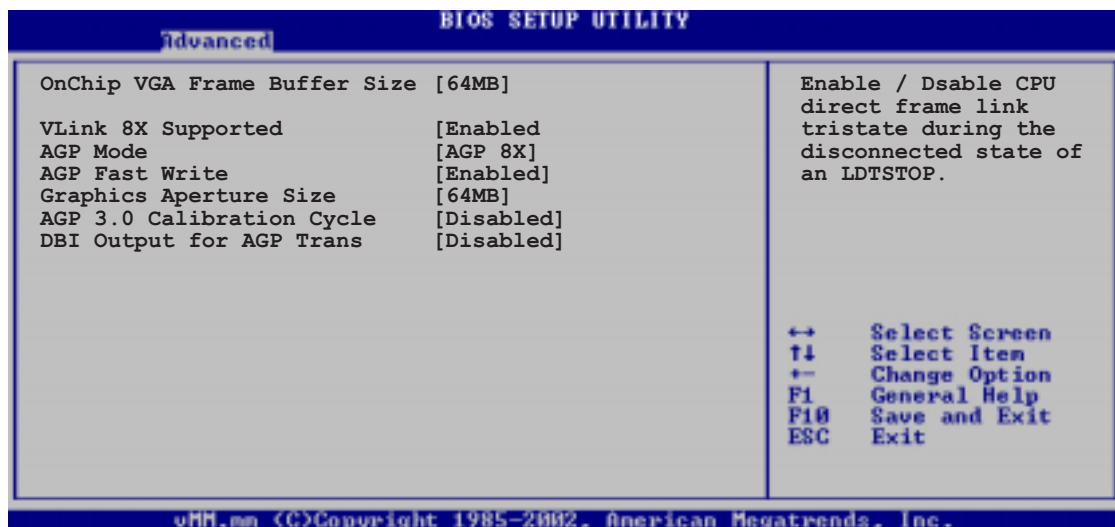 BIOS SETUP UTILITY
Advanced
OnChip VGA Frame Buffer Size [64MB]
VLink 8X Supported [Enabled
AGP Mode [AGP 8X]
AGP Fast Write [Enabled]
Graphics Aperture Size [64MB]
AGP 3.0 Calibration Cycle [Disabled]
DBI Output for AGP Trans [Disabled]
Enable / Dsable CPU
direct frame link
tristate during the
disconnected state of
an LDTSTOP.
↔ Select Screen
↑↓ Select Item
+- Change Option
F1 General Help
F10 Save and Exit
ESC Exit
vMM.mm (C)Copyright 1985-2002, American Megatrends, Inc.